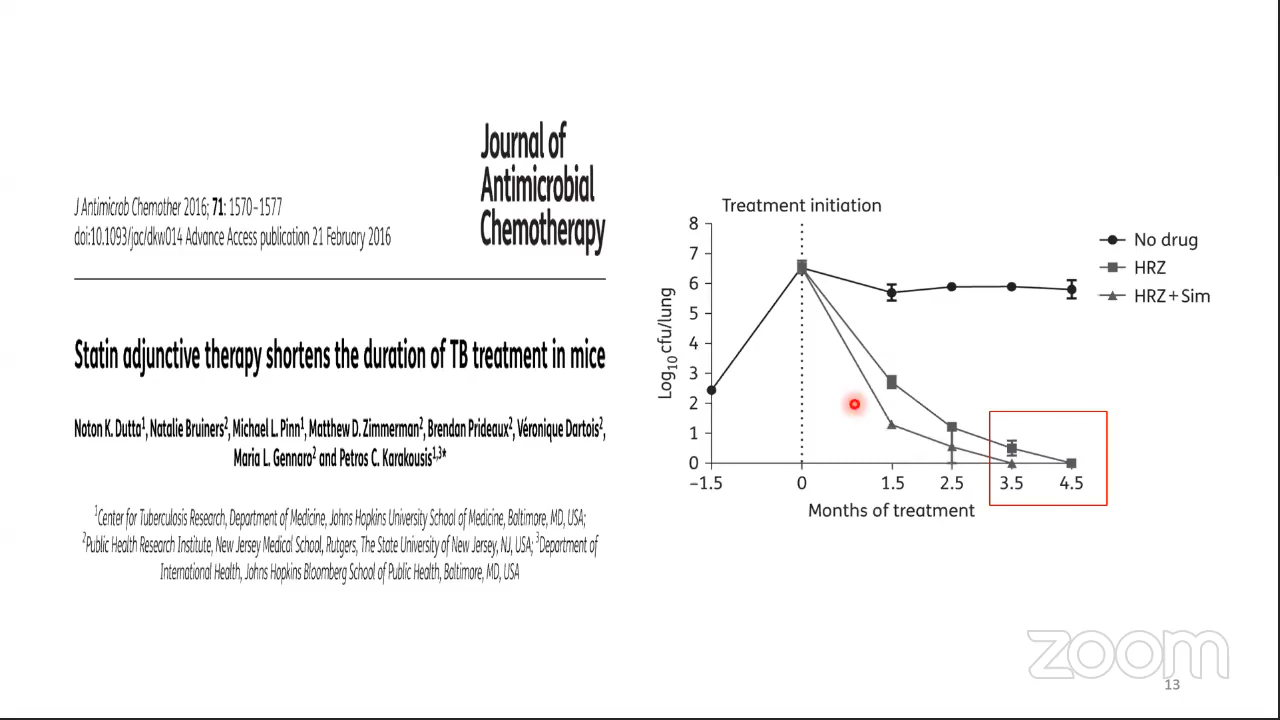 Journal of
Antimicrobial
Chemotherapy
J Antimicrob Chemother 2016; 71: 1570–1577
doi:10.1093/jac/dkw014 Advance Access publication 21 February 2016
Statin adjunctive therapy shortens the duration of TB treatment in mice
Noton K. Dutta1, Natalie Bruiners2, Michael L. Pinn1, Matthew D. Zimmerman2, Brendan Prideaux2, Véronique Dartois2,
Maria L. Gennaro2 and Petros C. Karakousis1,3*
1Center for Tuberculosis Research, Department of Medicine, Johns Hopkins University School of Medicine, Baltimore, MD, USA;
2Public Health Research Institute, New Jersey Medical School, Rutgers, The State University of New Jersey, NJ, USA; 3Department of
International Health, Johns Hopkins Bloomberg School of Public Health, Baltimore, MD, USA
Treatment initiation
8
7
6
5
4
3
2
1
0
Log10 cfu/lung
−1.5 0 1.5 2.5 3.5 4.5
Months of treatment
No drug
HRZ
HRZ+Sim
zoom
13